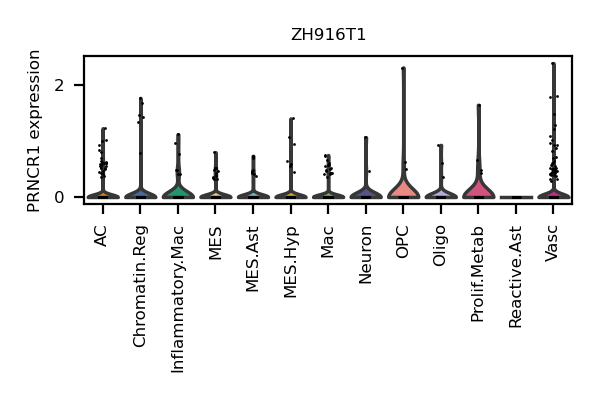 ZH916T1
PRNCR1 expression
2
0
AC
Chromatin.Reg
Inflammatory.Mac
MES
MES.Ast
MES.Hyp
Mac
Neuron
OPC
Oligo
Prolif.Metab
Reactive.Ast
Vasc